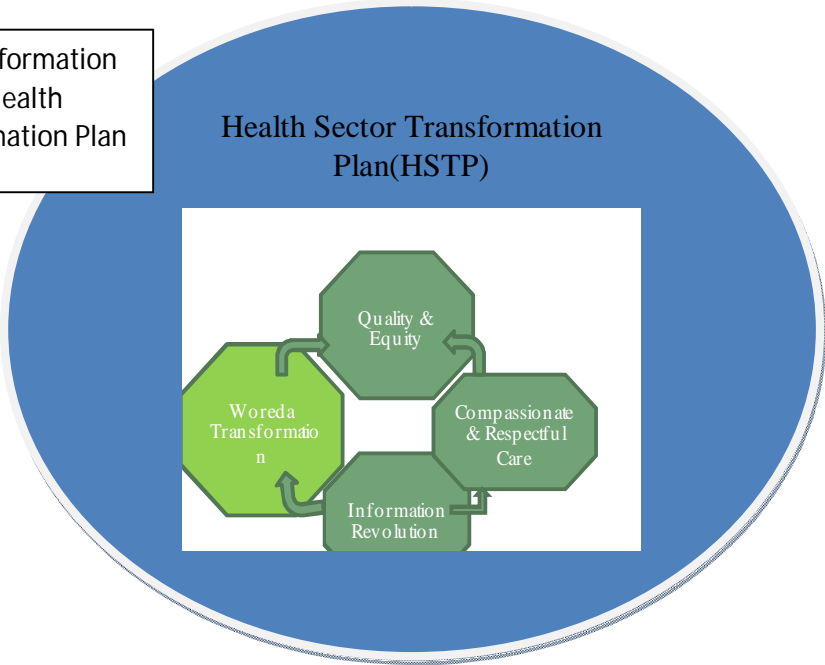 formation
ealth
nation Plan
Health Sector Transformation
Plan(HSTP)
Quality &
Equity
Woreda
Transformatio
n
Compassionate
& Respectful
Care
Information
Revolution